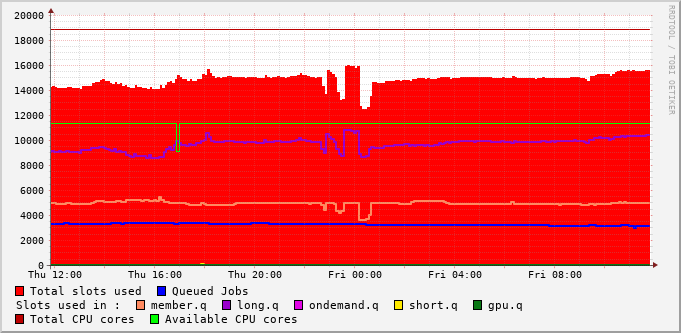 RRDTOOL / TOBI OETIKER
20000
18000
16000
14000
12000
10000
8000
6000
4000
2000
0
Thu 12:00 Thu 16:00 Thu 20:00 Fri 00:00 Fri 04:00 Fri 08:00
Total slots used Queued Jobs
Slots used in : member.q long.q ondemand.q short.q gpu.q
Total CPU cores Available CPU cores